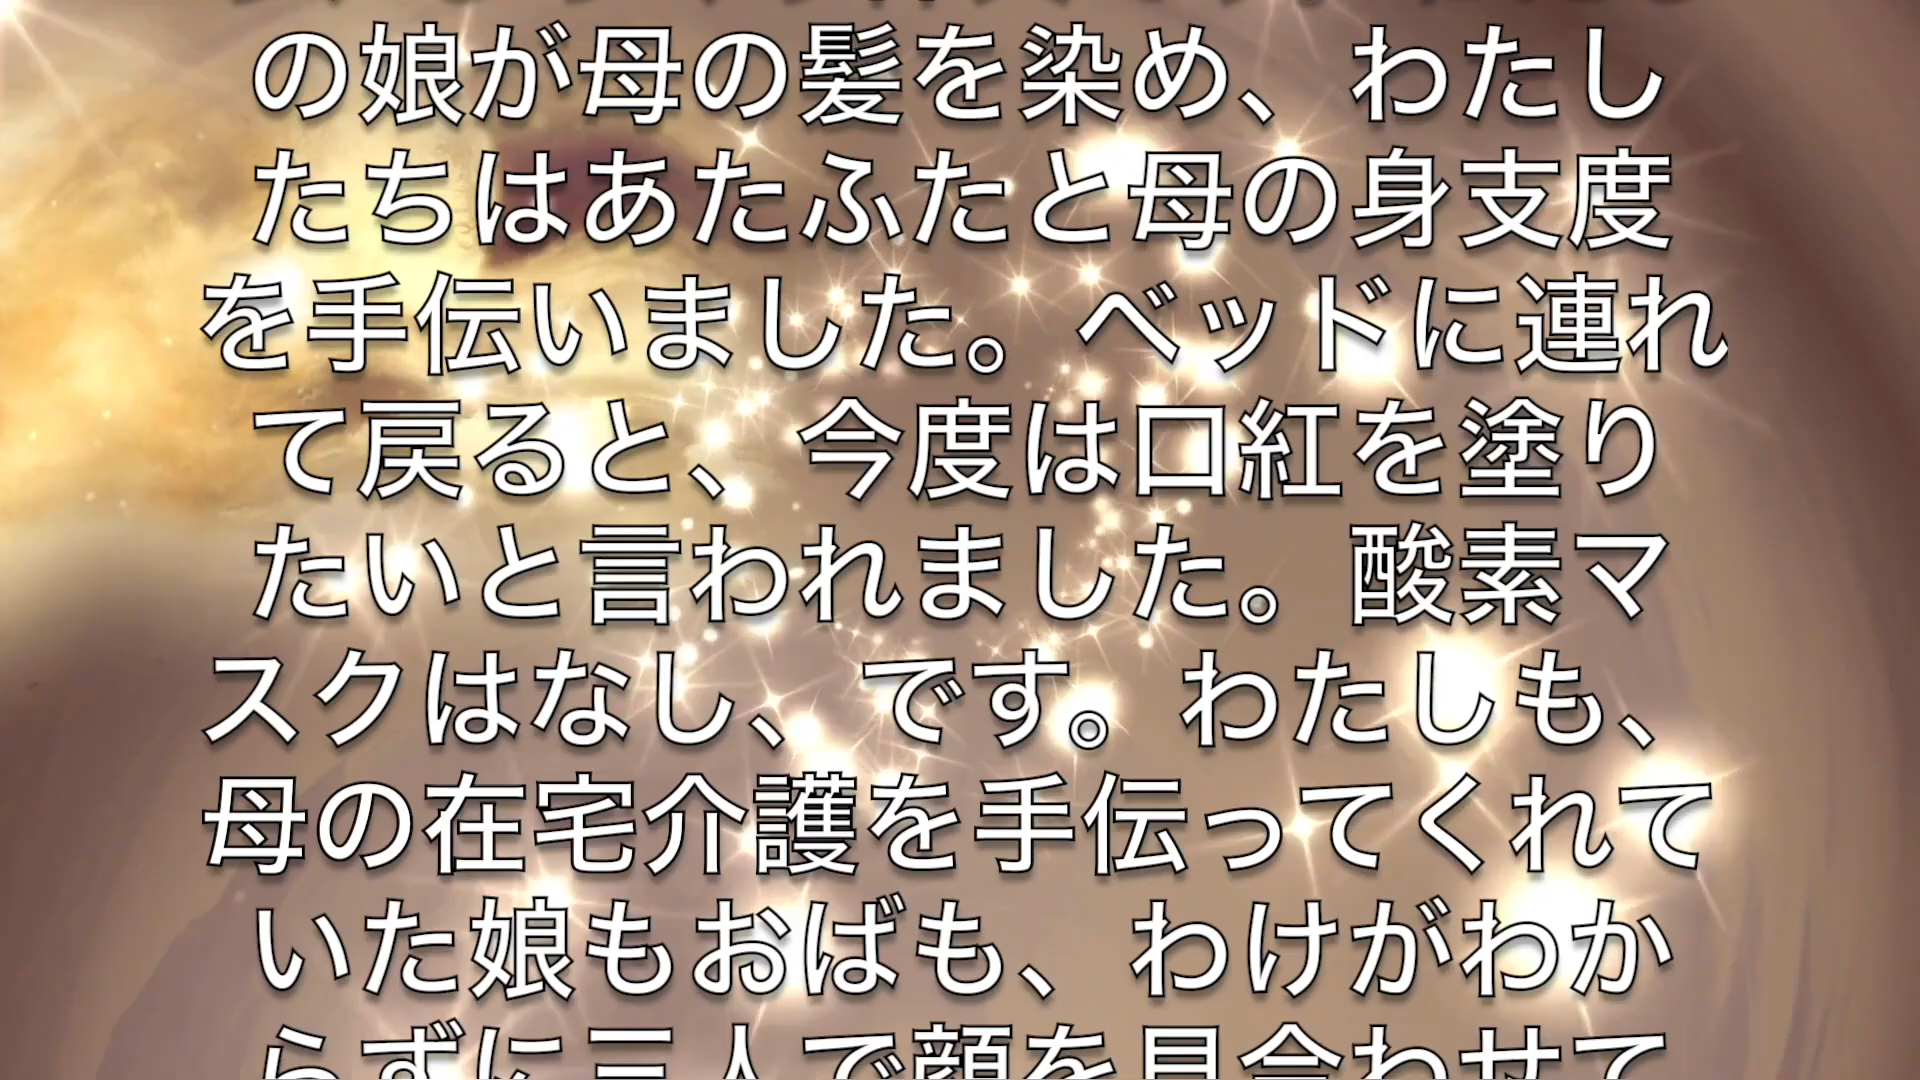 の娘が母の髪を染め、わたし
たちはあたふたと母の身支度
を手伝いました。ベッドに連れ
て戻ると、今度は口紅を塗り
たいと言われました。酸素マ
スクはなし、です。わたしも、
母の在宅介護を手伝ってくれて
いた娘もおばも、わけがわか
らずに三人で顔を見合わせて